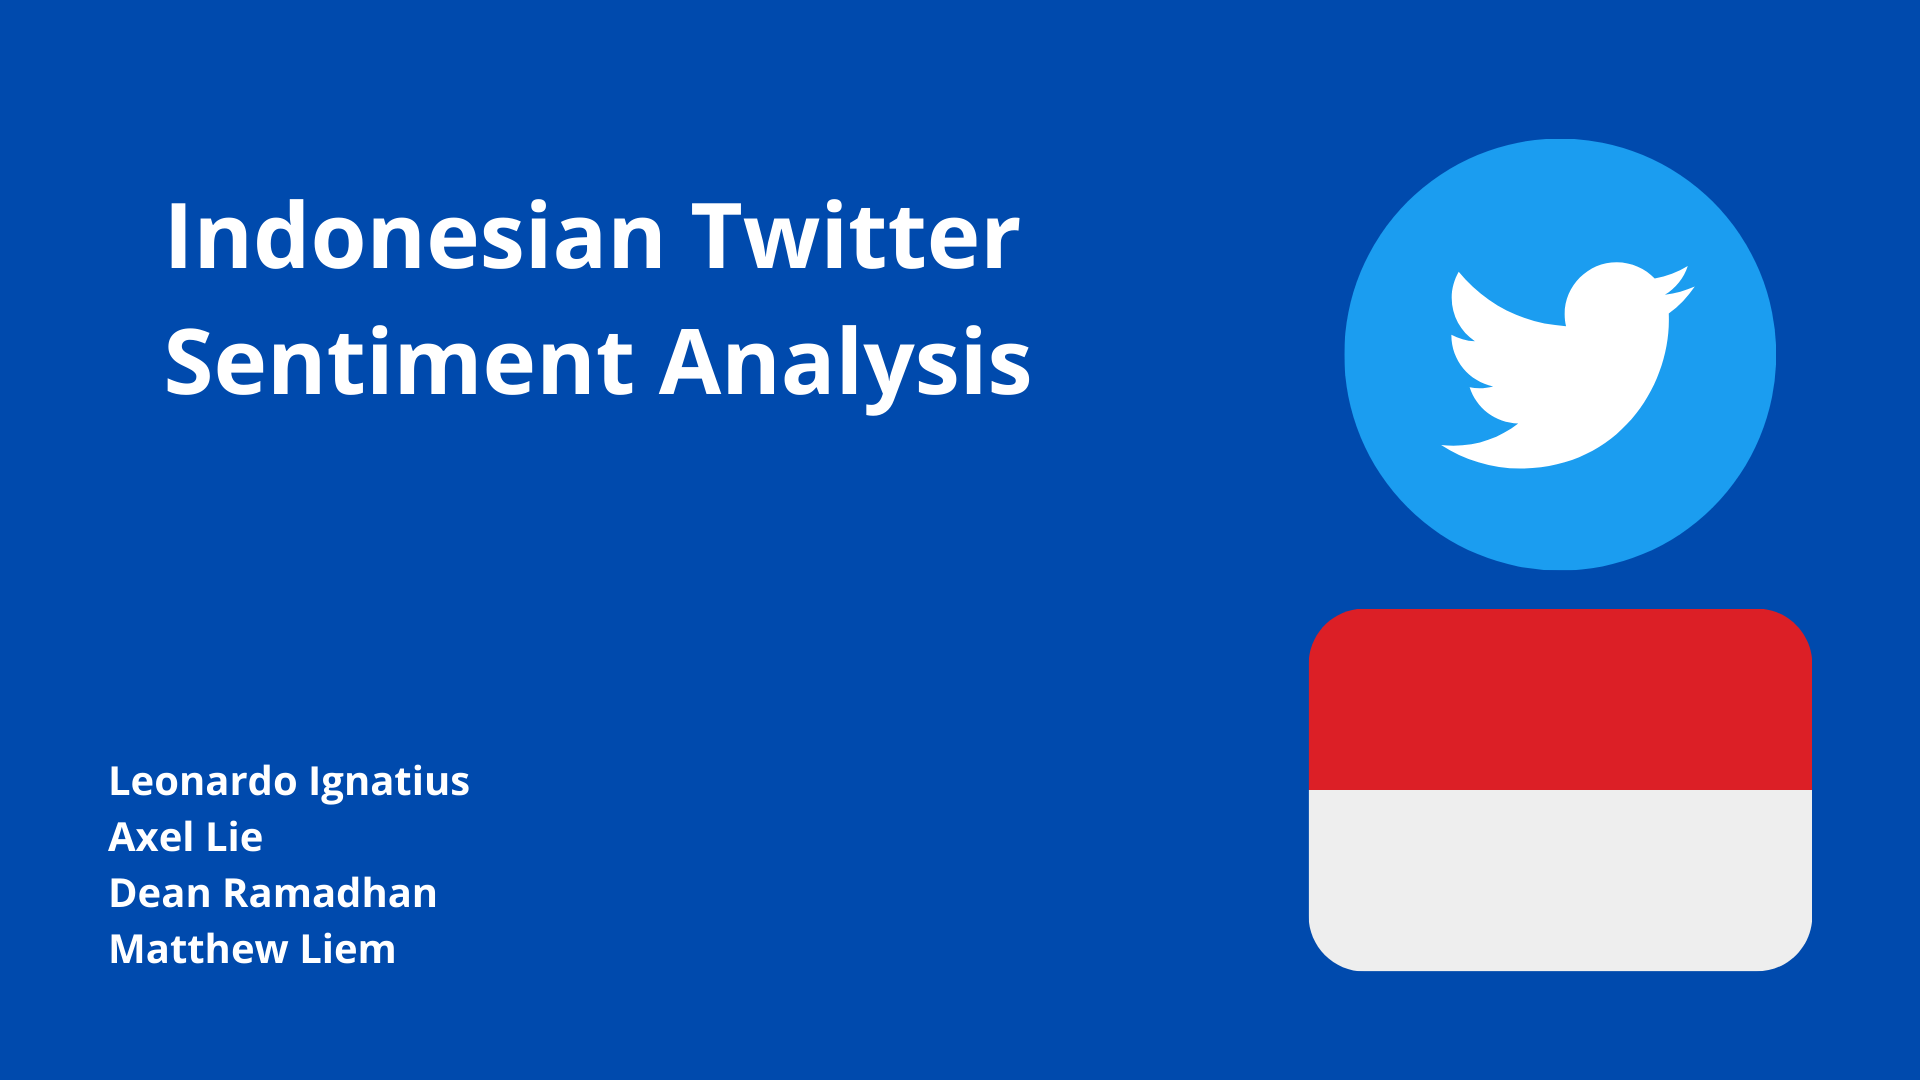 Indonesian Twitter
Sentiment Analysis
Leonardo Ignatius
Axel Lie
Dean Ramadhan
Matthew Liem